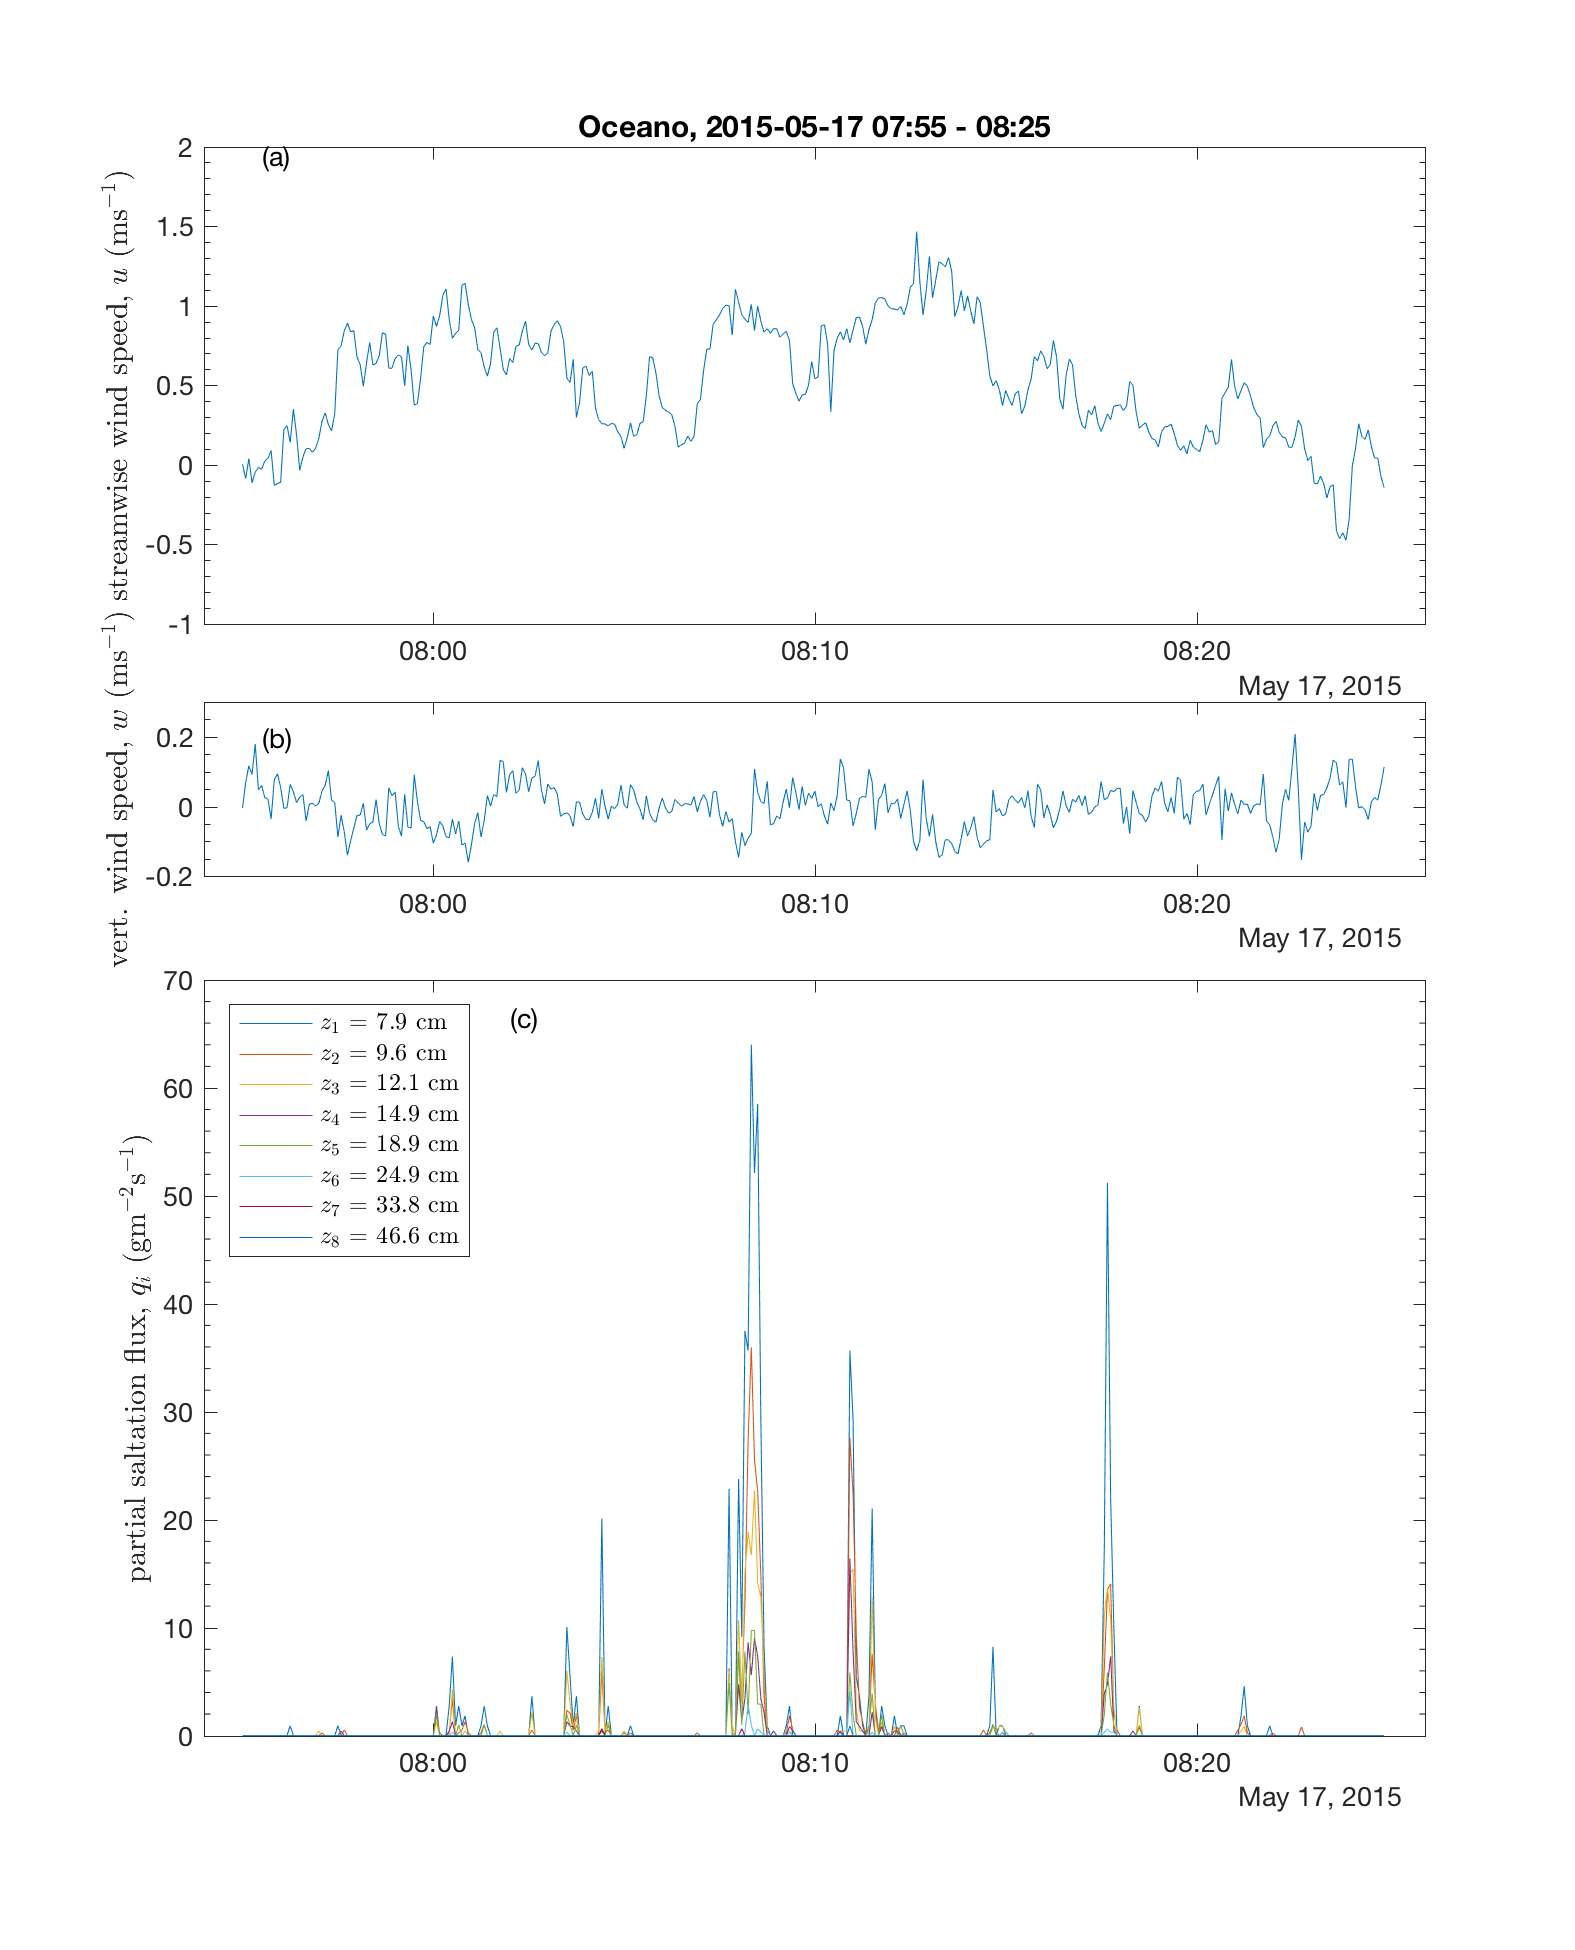 Oceano, 2015-05-17 07:55 - 08:25
(a)
streamwise wind speed, u (ms⁻¹)
2
1.5
1
0.5
0
-0.5
-1
08:00 08:10 08:20
May 17, 2015
(b)
vert. wind speed, w (ms⁻¹)
0.2
0
-0.2
08:00 08:10 08:20
May 17, 2015
(c)
partial saltation flux, qᵢ (gm⁻²s⁻¹)
70
60
50
40
30
20
10
0
z₁ = 7.9 cm
z₂ = 9.6 cm
z₃ = 12.1 cm
z₄ = 14.9 cm
z₅ = 18.9 cm
z₆ = 24.9 cm
z₇ = 33.8 cm
z₈ = 46.6 cm
08:00 08:10 08:20
May 17, 2015